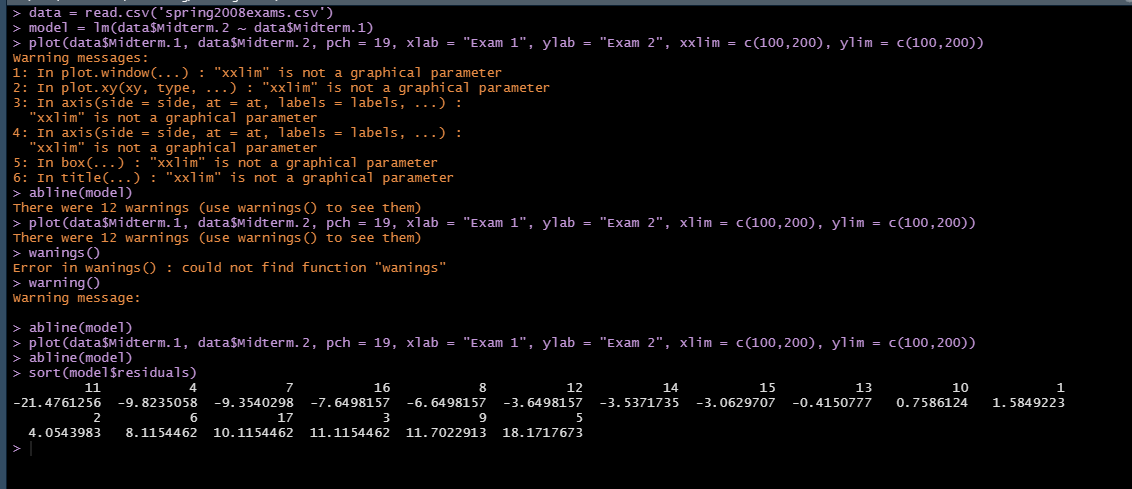 > data = read.csv('spring2008exams.csv')
> model = lm(data$Midterm.2 ~ data$Midterm.1)
> plot(data$Midterm.1, data$Midterm.2, pch = 19, xlab = "Exam 1", ylab = "Exam 2", xxlim = c(100,200), ylim = c(100,200))
Warning messages:
1: In plot.window(...) : "xxlim" is not a graphical parameter
2: In plot.xy(xy, type, ...) : "xxlim" is not a graphical parameter
3: In axis(side = side, at = at, labels = labels, ...) :
  "xxlim" is not a graphical parameter
4: In axis(side = side, at = at, labels = labels, ...) :
  "xxlim" is not a graphical parameter
5: In box(...) : "xxlim" is not a graphical parameter
6: In title(...) : "xxlim" is not a graphical parameter
> abline(model)
There were 12 warnings (use warnings() to see them)
> plot(data$Midterm.1, data$Midterm.2, pch = 19, xlab = "Exam 1", ylab = "Exam 2", xlim = c(100,200), ylim = c(100,200))
There were 12 warnings (use warnings() to see them)
> wanings()
Error in wanings() : could not find function "wanings"
> warning()
Warning message:

> abline(model)
> plot(data$Midterm.1, data$Midterm.2, pch = 19, xlab = "Exam 1", ylab = "Exam 2", xlim = c(100,200), ylim = c(100,200))
> abline(model)
> sort(model$residuals)
         11           4           7          16           8          12          14          15          13          10           1
-21.4761256  -9.8235058  -9.3540298  -7.6498157  -6.6498157  -3.6498157  -3.5371735  -3.0629707  -0.4150777   0.7586124   1.5849223
          2           6          17           3           9           5
  4.0543983   8.1154462  10.1154462  11.1154462  11.7022913  18.1717673
>